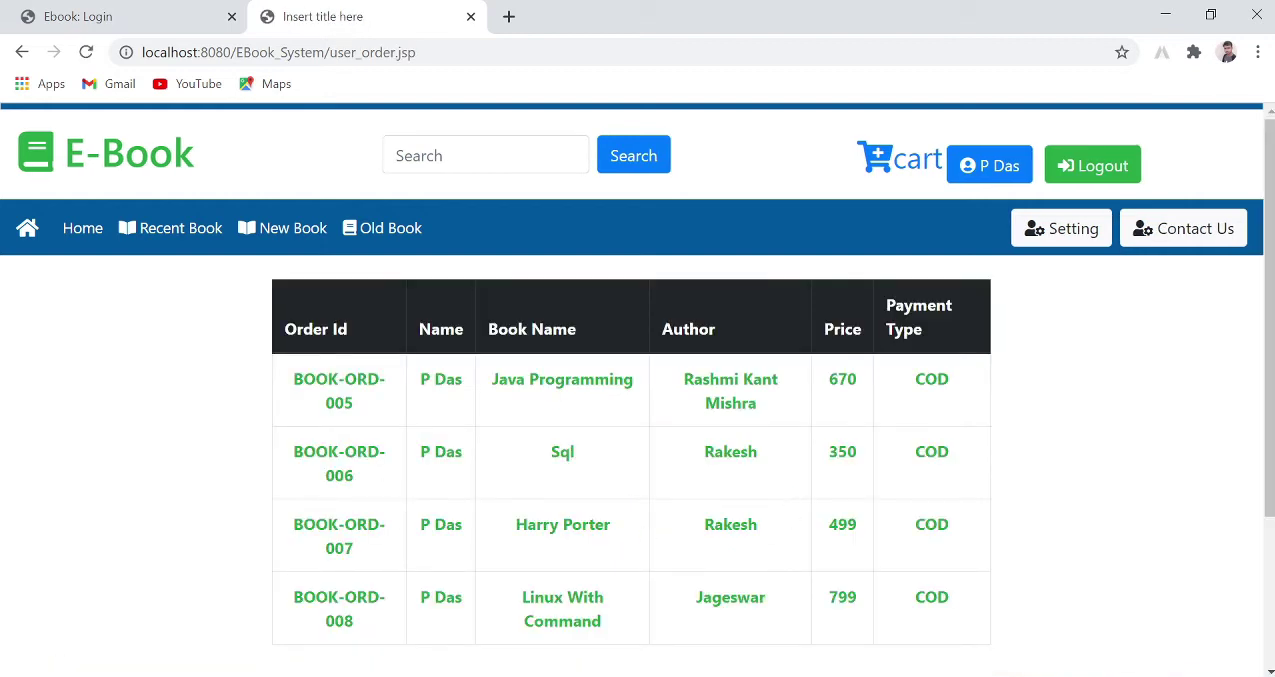 Ebook: Login
Insert title here
localhost:8080/EBook_System/user_order.jsp
Apps Gmail YouTube Maps
E-Book
Search
Search
cart
P Das
Logout
Home Recent Book New Book Old Book
Setting
Contact Us
Order Id Name Book Name Author Price Payment
Type
BOOK-ORD- P Das Java Programming Rashmi Kant 670 COD
005 Mishra
BOOK-ORD- P Das Sql Rakesh 350 COD
006
BOOK-ORD- P Das Harry Porter Rakesh 499 COD
007
BOOK-ORD- P Das Linux With Jageswar 799 COD
008 Command